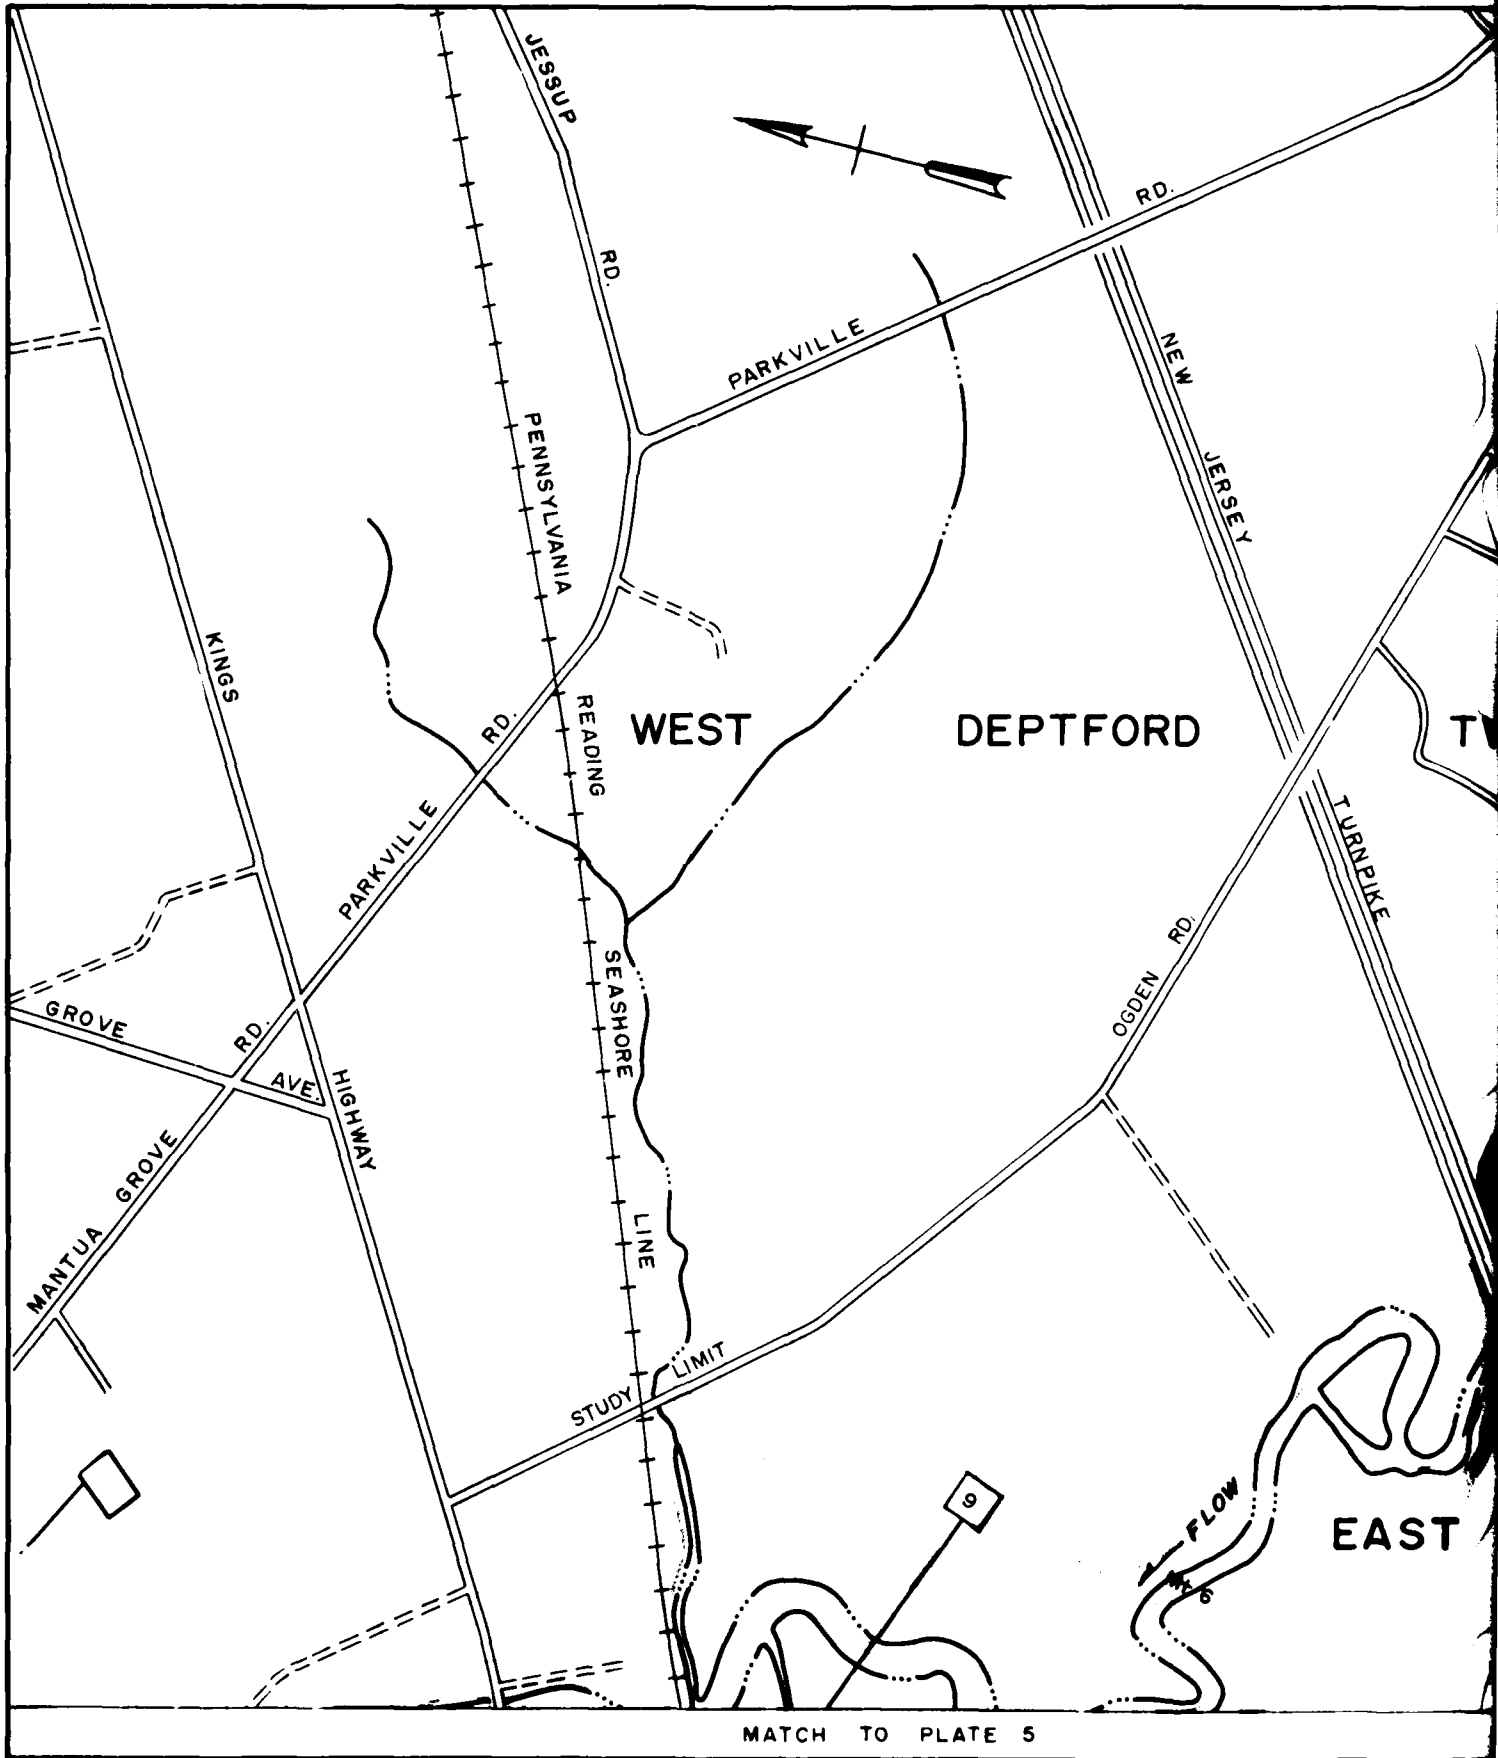 JESSUP RD.
RD.
PARKVILLE
NEW JERSEY TURNPIKE
PENNSYLVANIA READING SEASHORE LINE
KINGS HIGHWAY
WEST DEPTFORD
PARKVILLE RD.
OGDEN RD.
GROVE AVE.
MANTUA GROVE RD.
STUDY LIMIT
9
FLOW
EAST
MATCH TO PLATE 5